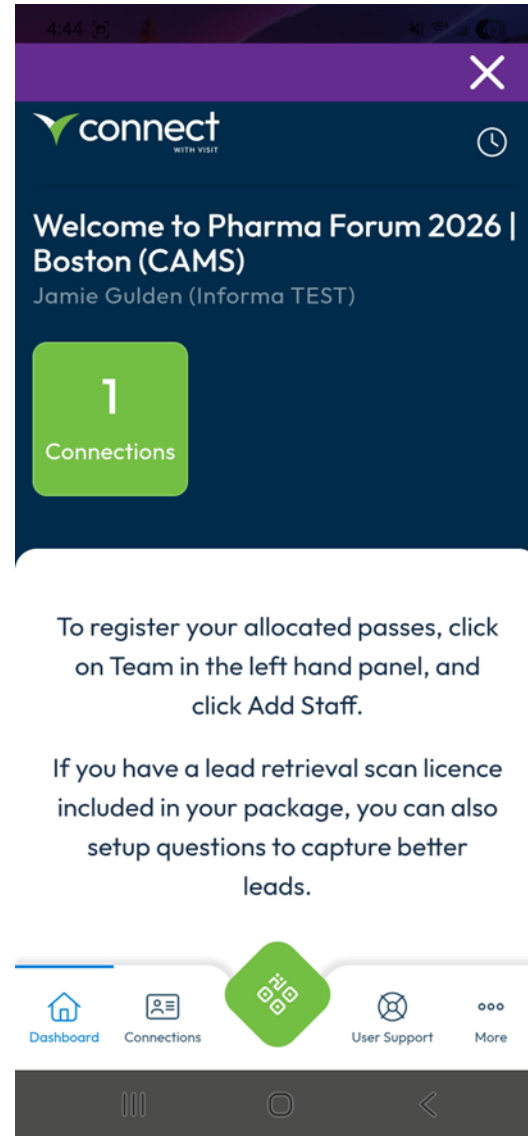 4:44
connect
WITH VISIT
Welcome to Pharma Forum 2026 |
Boston (CAMS)
Jamie Gulden (Informa TEST)
1
Connections
To register your allocated passes, click
on Team in the left hand panel, and
click Add Staff.
If you have a lead retrieval scan licence
included in your package, you can also
setup questions to capture better
leads.
Dashboard
Connections
User Support
More